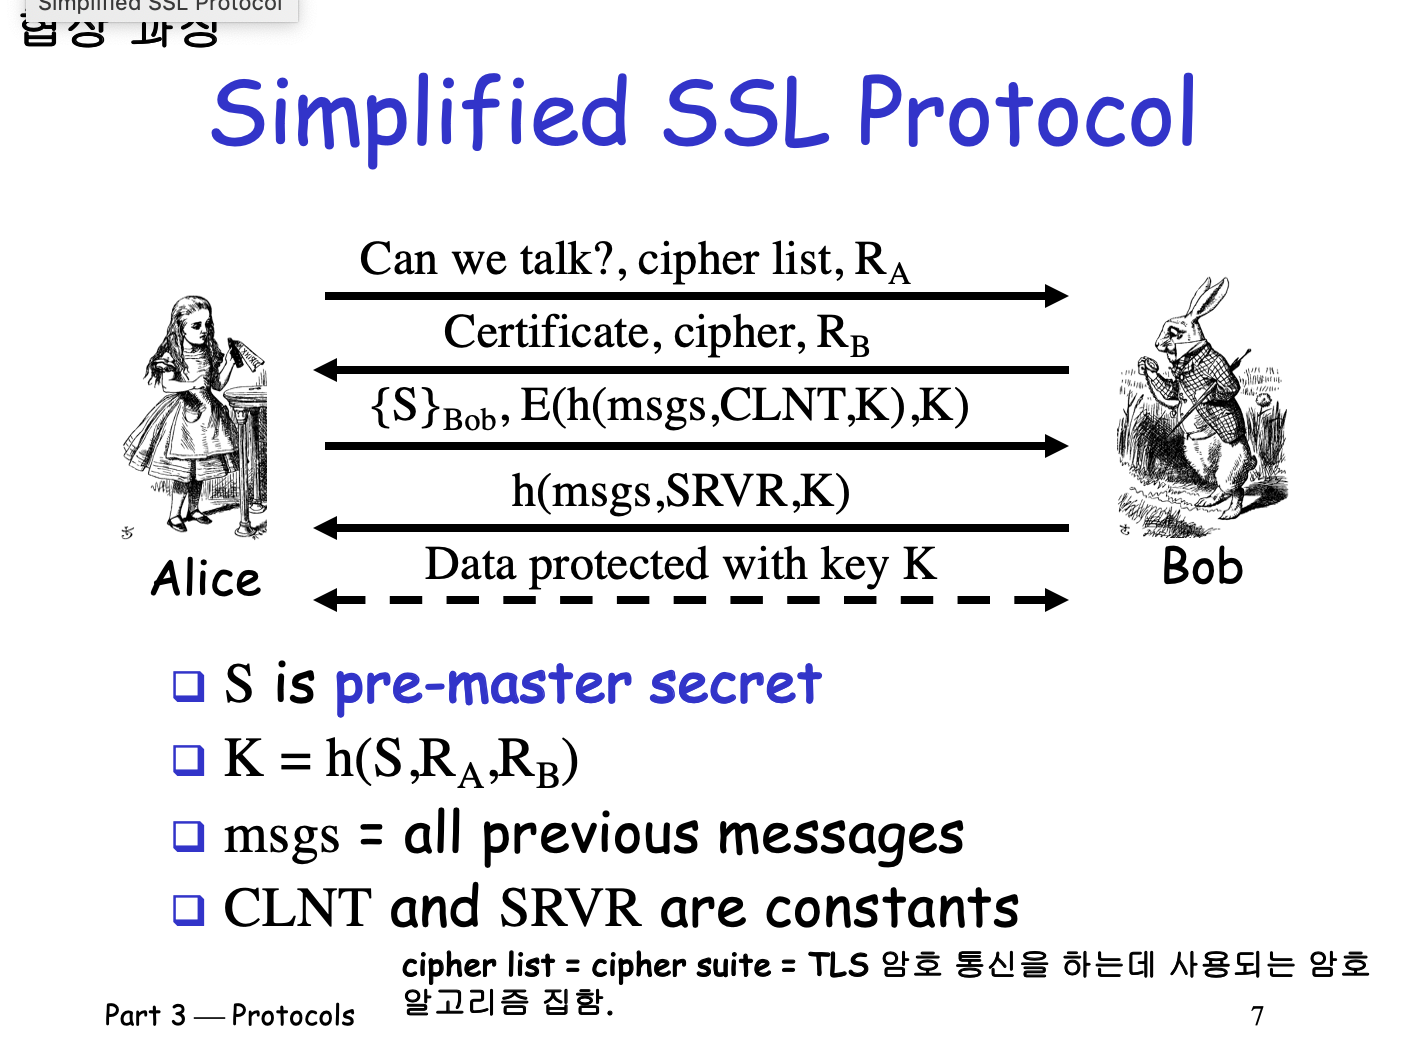 Simplified SSL Protocol
협상 과정
Simplified SSL Protocol
Can we talk?, cipher list, R_A
Certificate, cipher, R_B
{S}_Bob, E(h(msgs,CLNT,K),K)
h(msgs,SRVR,K)
Data protected with key K
Alice
Bob
❑ S is pre-master secret
❑ K = h(S,R_A,R_B)
❑ msgs = all previous messages
❑ CLNT and SRVR are constants
cipher list = cipher suite = TLS 암호 통신을 하는데 사용되는 암호
알고리즘 집합.
Part 3 — Protocols
7